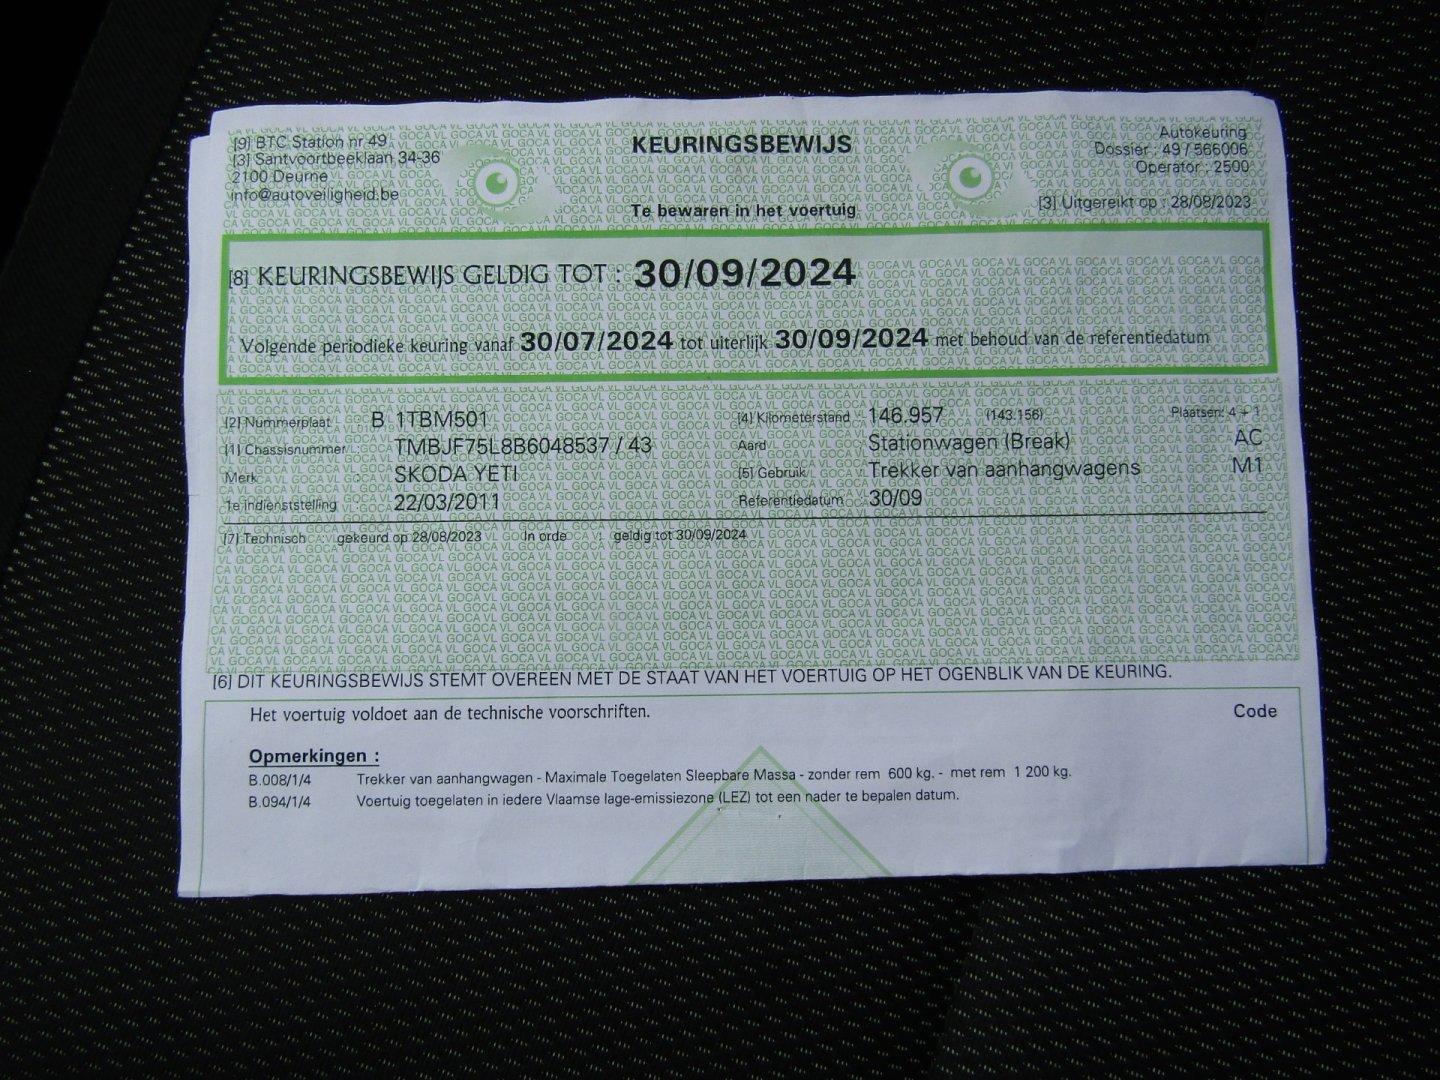 [9] BTC Station nr 49
[3] Santvoortbeeklaan 34-36
2100 Deurne
info@autoveiligheid.be
KEURINGSBEWIJS
Te bewaren in het voertuig
Autokeuring
Dossier : 49 / 566006
Operator : 2500
[3] Uitgereikt op : 28/08/2023
[8] KEURINGSBEWIJS GELDIG TOT : 30/09/2024
Volgende periodieke keuring vanaf 30/07/2024 tot uiterlijk 30/09/2024 met behoud van de referentiedatum
[2] Nummerplaat : B 1TBM501
[1] Chassisnummer : TMBJF75L8B6048537 / 43
Merk : SKODA YETI
1e indienststelling : 22/03/2011
[4] Kilometerstand : 146.957 (143.156) Plaatsen: 4 + 1
Aard : Stationwagen (Break) AC
[5] Gebruik : Trekker van aanhangwagens M1
Referentiedatum : 30/09
[7] Technisch : gekeurd op 28/08/2023 In orde : geldig tot 30/09/2024
[6] DIT KEURINGSBEWIJS STEMT OVEREEN MET DE STAAT VAN HET VOERTUIG OP HET OGENBLIK VAN DE KEURING.
Het voertuig voldoet aan de technische voorschriften. Code
Opmerkingen :
B.008/1/4 Trekker van aanhangwagen - Maximale Toegelaten Sleepbare Massa - zonder rem 600 kg. - met rem 1 200 kg.
B.094/1/4 Voertuig toegelaten in iedere Vlaamse lage-emissiezone (LEZ) tot een nader te bepalen datum.